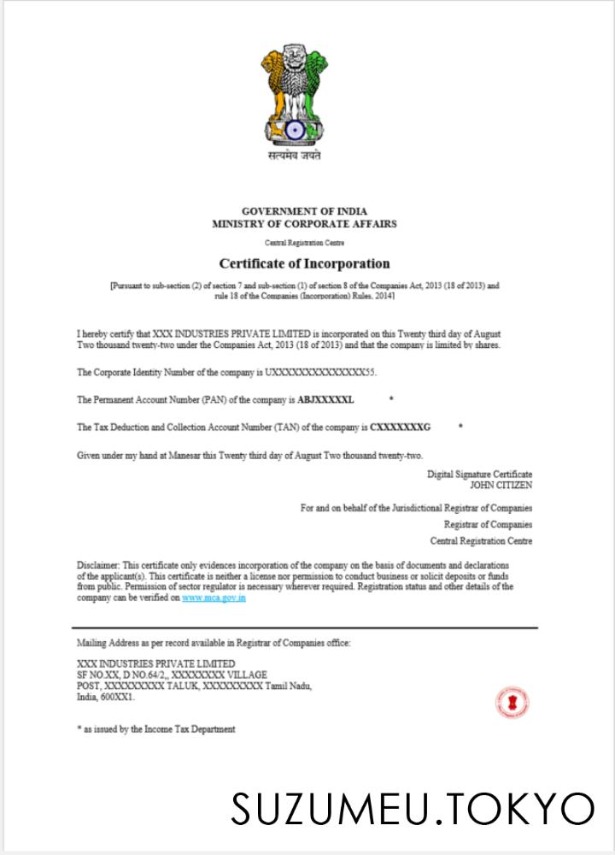 सत्यमेव जयते
GOVERNMENT OF INDIA
MINISTRY OF CORPORATE AFFAIRS
Central Registration Centre
Certificate of Incorporation
[Pursuant to sub-section (2) of section 7 and sub-section (1) of section 8 of the Companies Act, 2013 (18 of 2013) and
rule 18 of the Companies (Incorporation) Rules, 2014]
I hereby certify that XXX INDUSTRIES PRIVATE LIMITED is incorporated on this Twenty third day of August
Two thousand twenty-two under the Companies Act, 2013 (18 of 2013) and that the company is limited by shares.
The Corporate Identity Number of the company is UXXXXXXXXXXXXXXX55.
The Permanent Account Number (PAN) of the company is ABJXXXXXL *
The Tax Deduction and Collection Account Number (TAN) of the company is CXXXXXXXG *
Given under my hand at Manesar this Twenty third day of August Two thousand twenty-two.
Digital Signature Certificate
JOHN CITIZEN
For and on behalf of the Jurisdictional Registrar of Companies
Registrar of Companies
Central Registration Centre
Disclaimer: This certificate only evidences incorporation of the company on the basis of documents and declarations
of the applicant(s). This certificate is neither a license nor permission to conduct business or solicit deposits or funds
from public. Permission of sector regulator is necessary wherever required. Registration status and other details of the
company can be verified on www.mca.gov.in
Mailing Address as per record available in Registrar of Companies office:
XXX INDUSTRIES PRIVATE LIMITED
SF NO.XX, D NO.64/2,, XXXXXXXX VILLAGE
POST, XXXXXXXXX TALUK, XXXXXXXXX Tamil Nadu,
India, 600XX1.
* as issued by the Income Tax Department
SUZUMEU.TOKYO